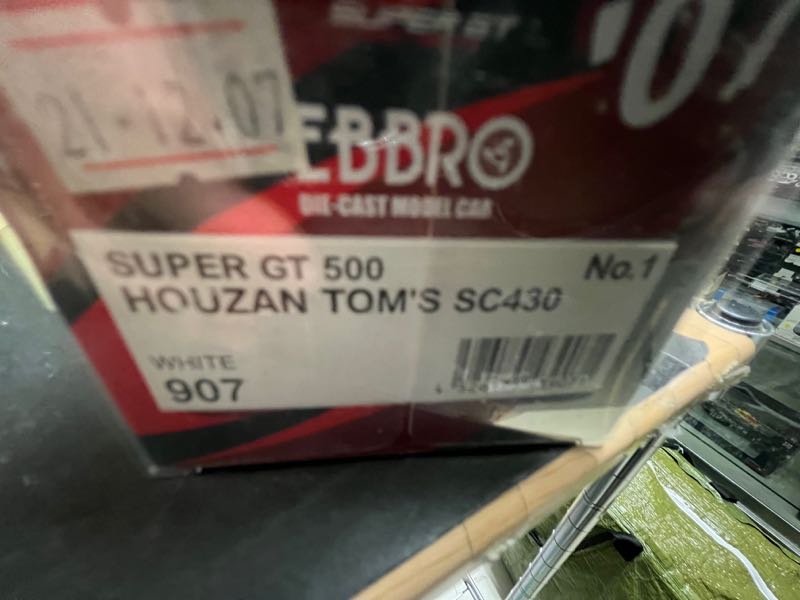 SUPER GT
'07
21-12.07
EBBRO
DIE-CAST MODEL CAR
SUPER GT 500
No.1
HOUZAN TOM'S SC430
WHITE
907